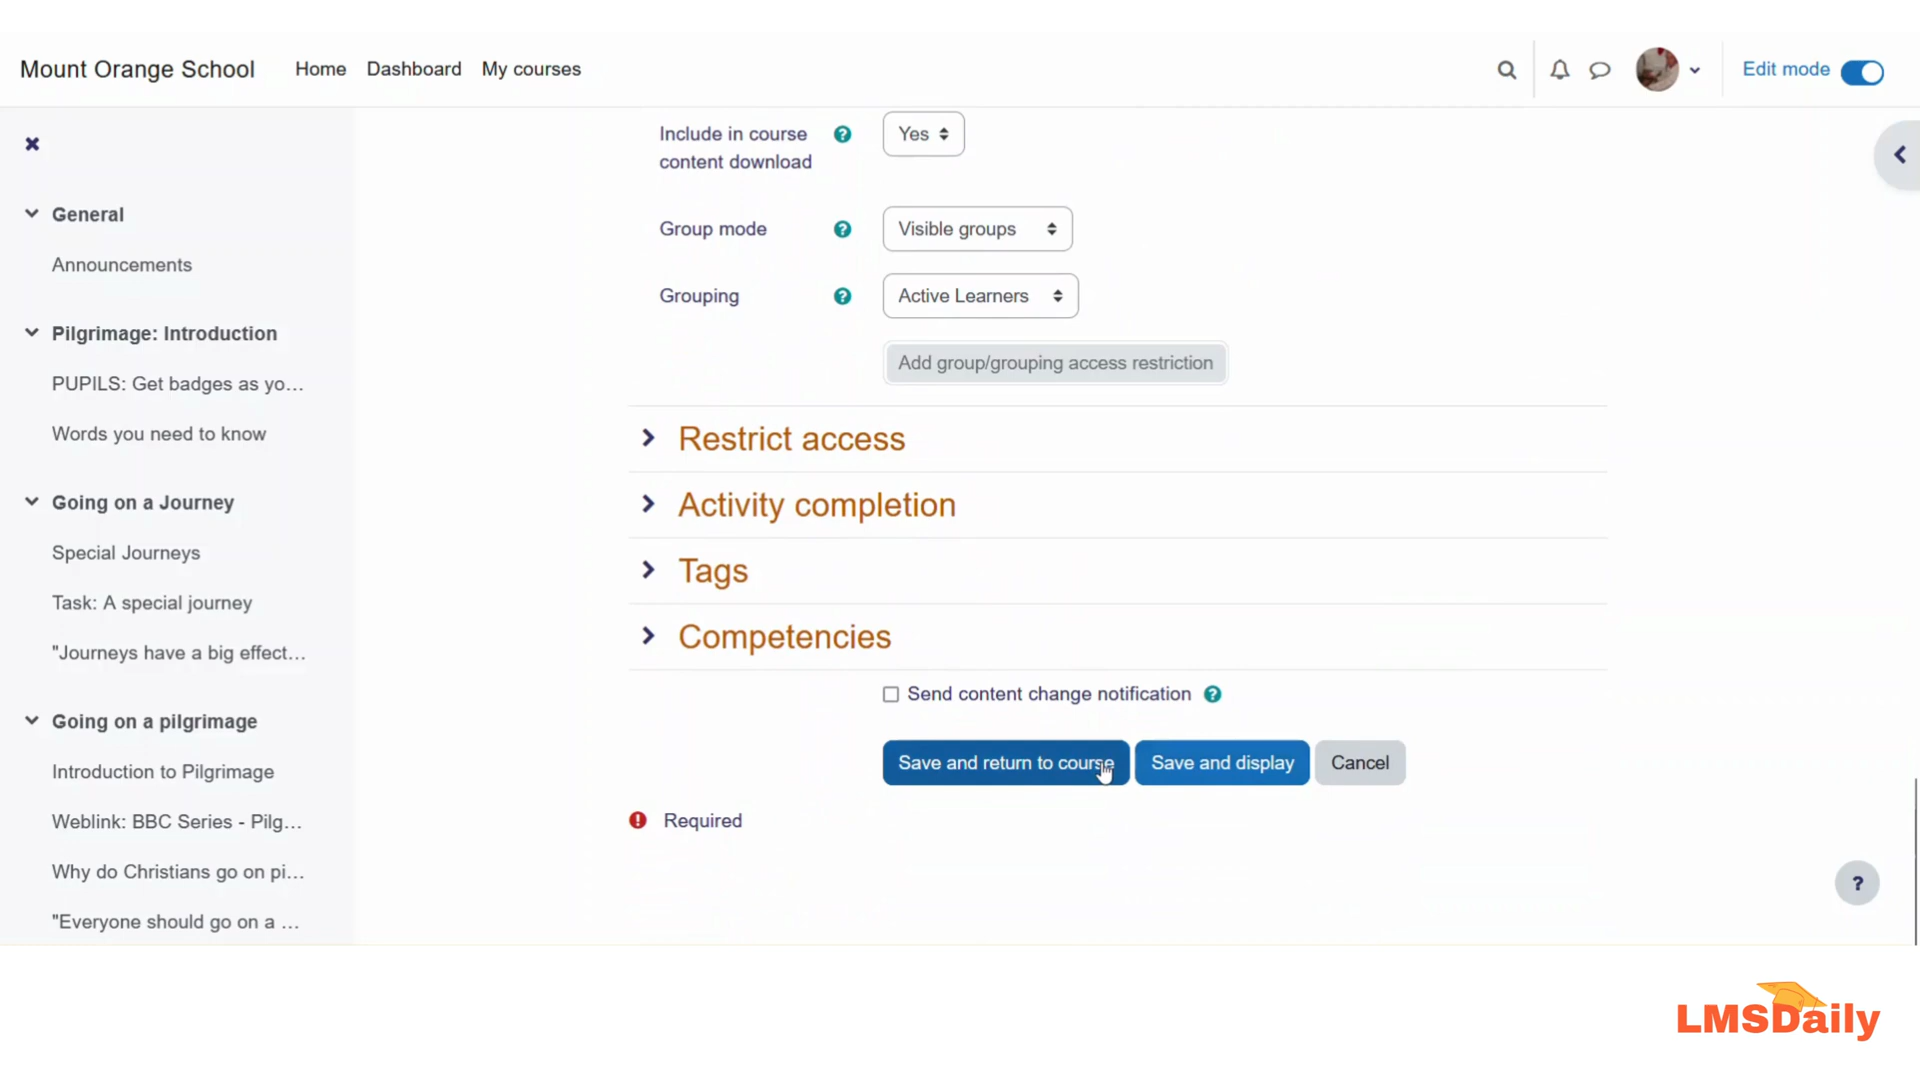 Mount Orange School Home Dashboard My courses Edit mode
General
Announcements
Pilgrimage: Introduction
PUPILS: Get badges as yo...
Words you need to know
Going on a Journey
Special Journeys
Task: A special journey
"Journeys have a big effect...
Going on a pilgrimage
Introduction to Pilgrimage
Weblink: BBC Series - Pilg...
Why do Christians go on pi...
"Everyone should go on a ...
Include in course
content download
? Yes
Group mode ? Visible groups
Grouping ? Active Learners
Add group/grouping access restriction
Restrict access
Activity completion
Tags
Competencies
Send content change notification ?
Save and return to course Save and display Cancel
! Required
?
LMSDaily